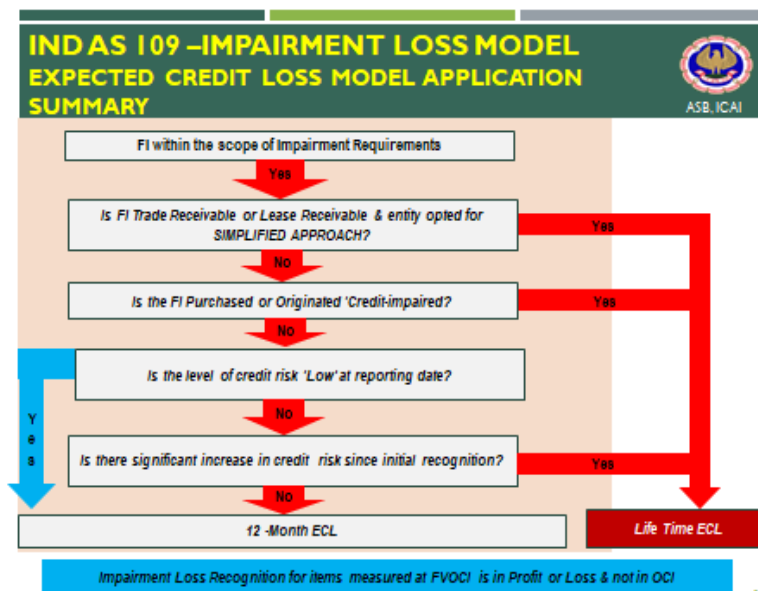 IND AS 109 –IMPAIRMENT LOSS MODEL
EXPECTED CREDIT LOSS MODEL APPLICATION
SUMMARY
ASB, ICAI
FI within the scope of Impairment Requirements
Yes
Is FI Trade Receivable or Lease Receivable & entity opted for
SIMPLIFIED APPROACH?
Yes
No
Is the FI Purchased or Originated 'Credit-impaired?
Yes
No
Is the level of credit risk 'Low' at reporting date?
Yes
No
Is there significant increase in credit risk since initial recognition?
Yes
No
12 -Month ECL
Life Time ECL
Impairment Loss Recognition for items measured at FVOCI is in Profit or Loss & not in OCI